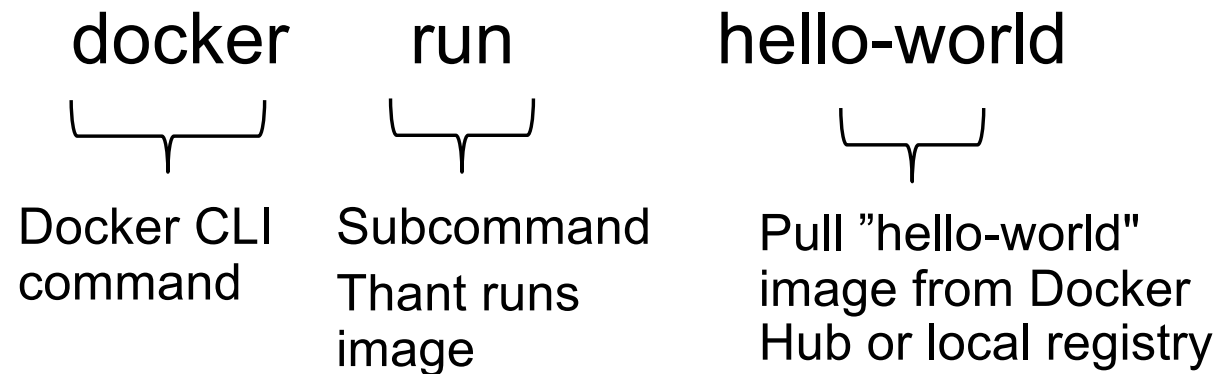 docker run hello-world
Docker CLI
command
Subcommand
Thant runs
image
Pull ”hello-world"
image from Docker
Hub or local registry